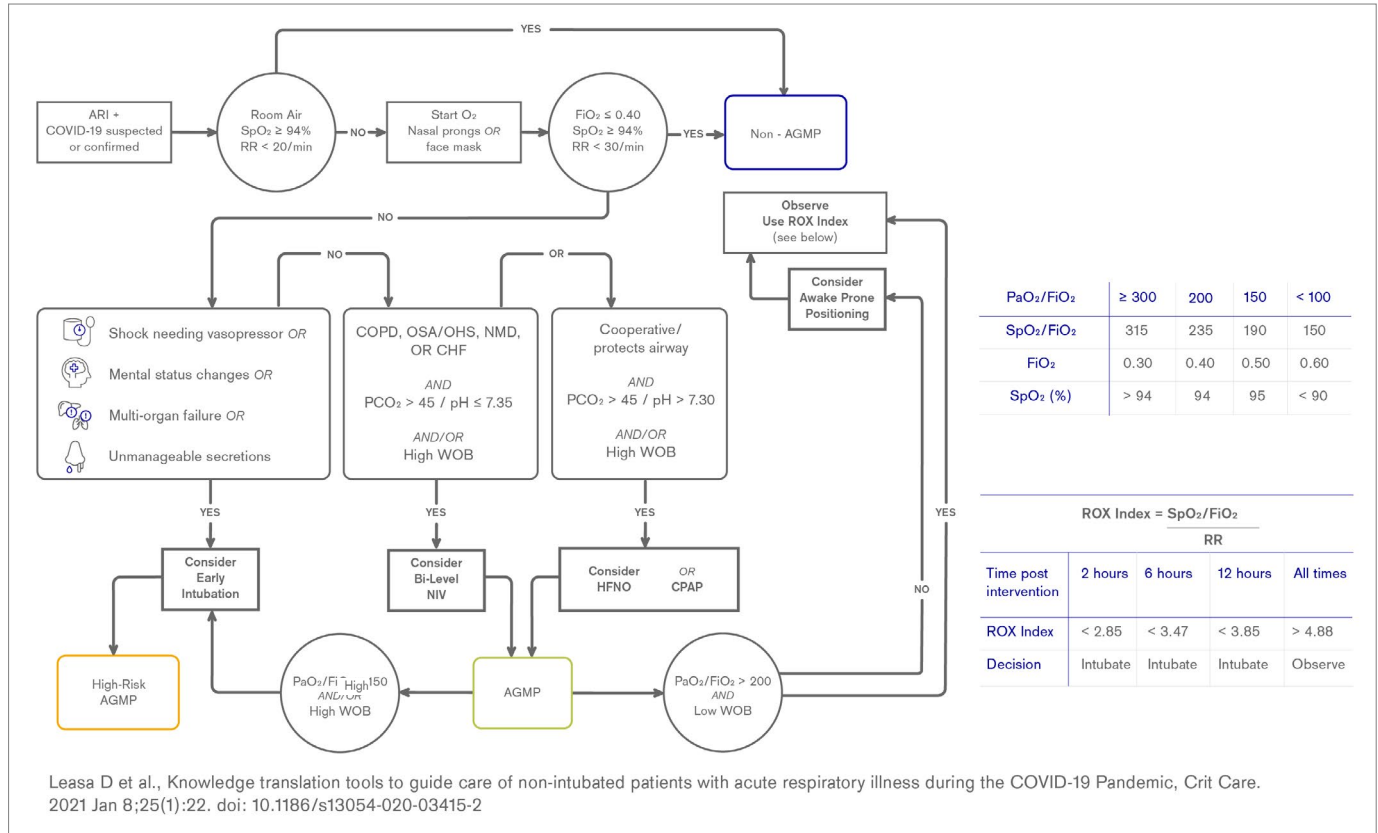 YES
ARI +
COVID-19 suspected
or confirmed
Room Air
SpO₂ ≥ 94%
RR < 20/min
NO
Start O₂
Nasal prongs OR
face mask
FiO₂ ≤ 0.40
SpO₂ ≥ 94%
RR < 30/min
YES
Non - AGMP
NO
NO
OR
Observe
Use ROX Index
(see below)
Consider
Awake Prone
Positioning
Shock needing vasopressor OR
Mental status changes OR
Multi-organ failure OR
Unmanageable secretions
COPD, OSA/OHS, NMD,
OR CHF
AND
PCO₂ > 45 / pH ≤ 7.35
AND/OR
High WOB
Cooperative/
protects airway
AND
PCO₂ > 45 / pH > 7.30
AND/OR
High WOB
YES
YES
YES
YES
NO
Consider
Early
Intubation
Consider
Bi-Level
NIV
Consider OR
HFNO CPAP
High-Risk
AGMP
PaO₂/Fi High 150
AND/OR
High WOB
AGMP
PaO₂/FiO₂ > 200
AND
Low WOB
PaO₂/FiO₂ ≥ 300 200 150 < 100
SpO₂/FiO₂ 315 235 190 150
FiO₂ 0.30 0.40 0.50 0.60
SpO₂ (%) > 94 94 95 < 90
ROX Index = SpO₂/FiO₂
RR
Time post
intervention 2 hours 6 hours 12 hours All times
ROX Index < 2.85 < 3.47 < 3.85 > 4.88
Decision Intubate Intubate Intubate Observe
Leasa D et al., Knowledge translation tools to guide care of non-intubated patients with acute respiratory illness during the COVID-19 Pandemic, Crit Care.
2021 Jan 8;25(1):22. doi: 10.1186/s13054-020-03415-2